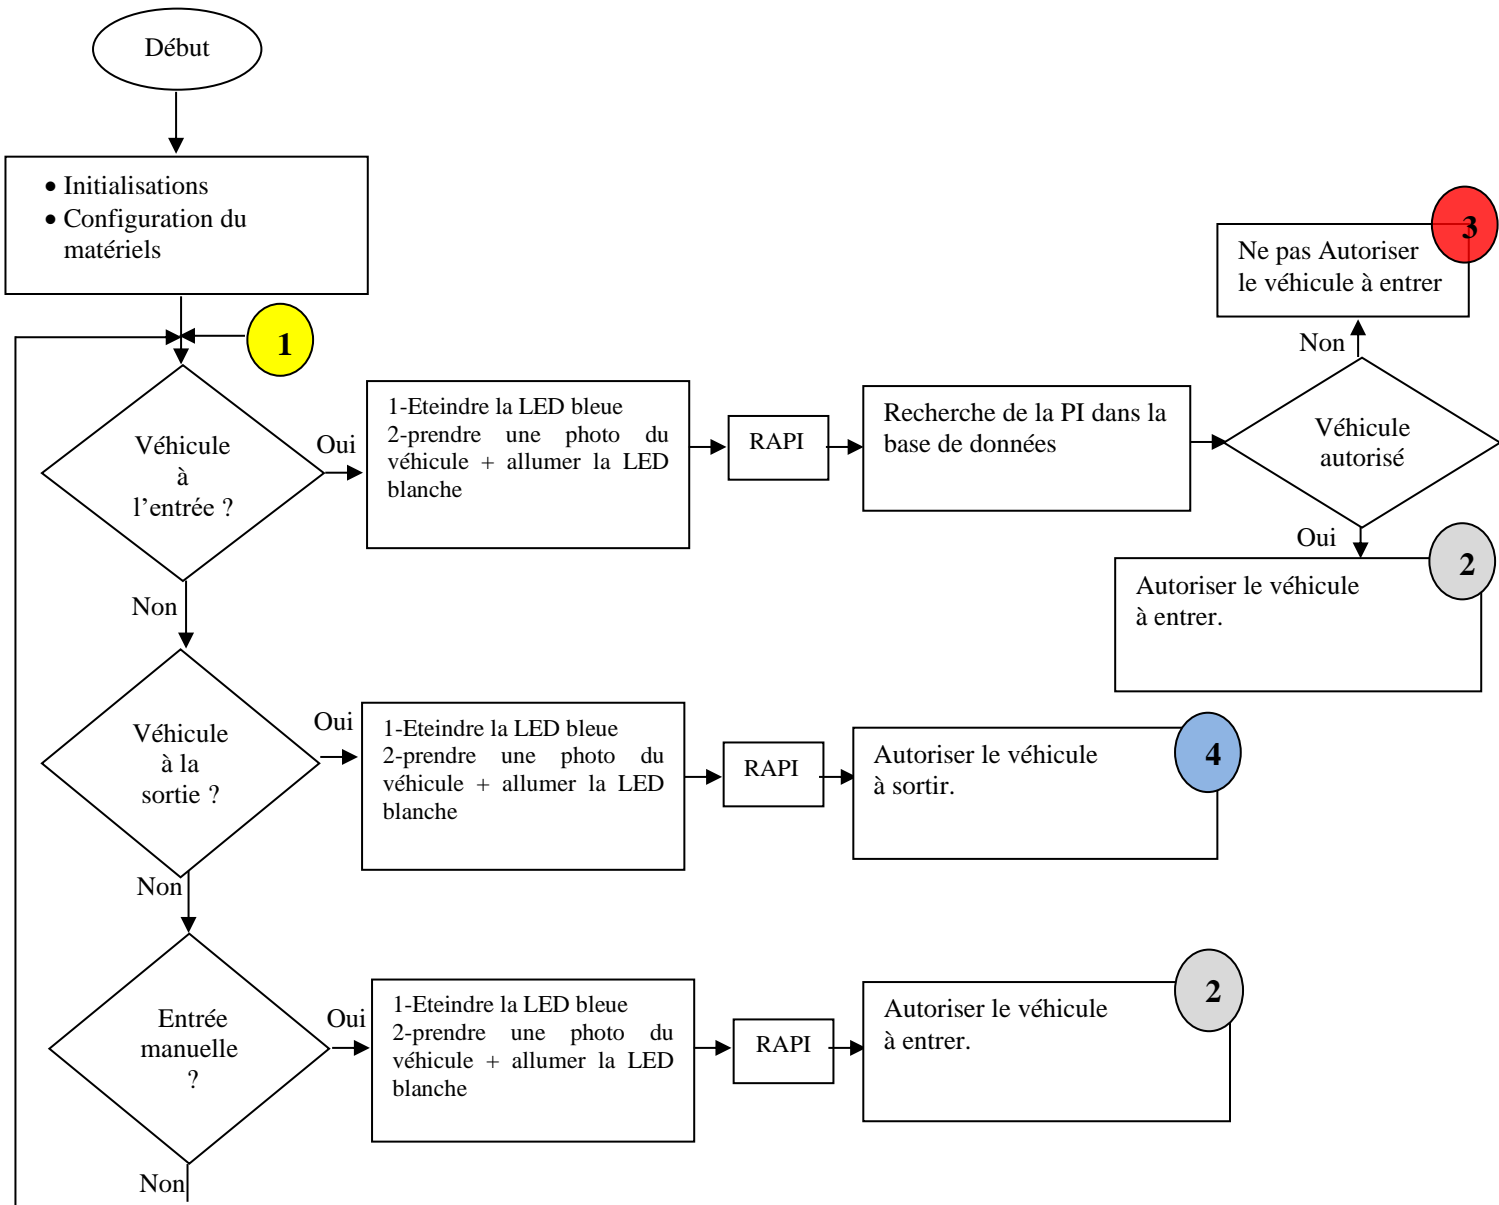 Début
• Initialisations
• Configuration du
matériels
1
Véhicule
à
l'entrée ?
Oui
1-Eteindre la LED bleue
2-prendre une photo du
véhicule + allumer la LED
blanche
RAPI
Recherche de la PI dans la
base de données
Véhicule
autorisé
Non
Ne pas Autoriser
le véhicule à entrer
3
Oui
Autoriser le véhicule
à entrer.
2
Non
Véhicule
à la
sortie ?
Oui
1-Eteindre la LED bleue
2-prendre une photo du
véhicule + allumer la LED
blanche
RAPI
Autoriser le véhicule
à sortir.
4
Non
Entrée
manuelle
?
Oui
1-Eteindre la LED bleue
2-prendre une photo du
véhicule + allumer la LED
blanche
RAPI
Autoriser le véhicule
à entrer.
2
Non